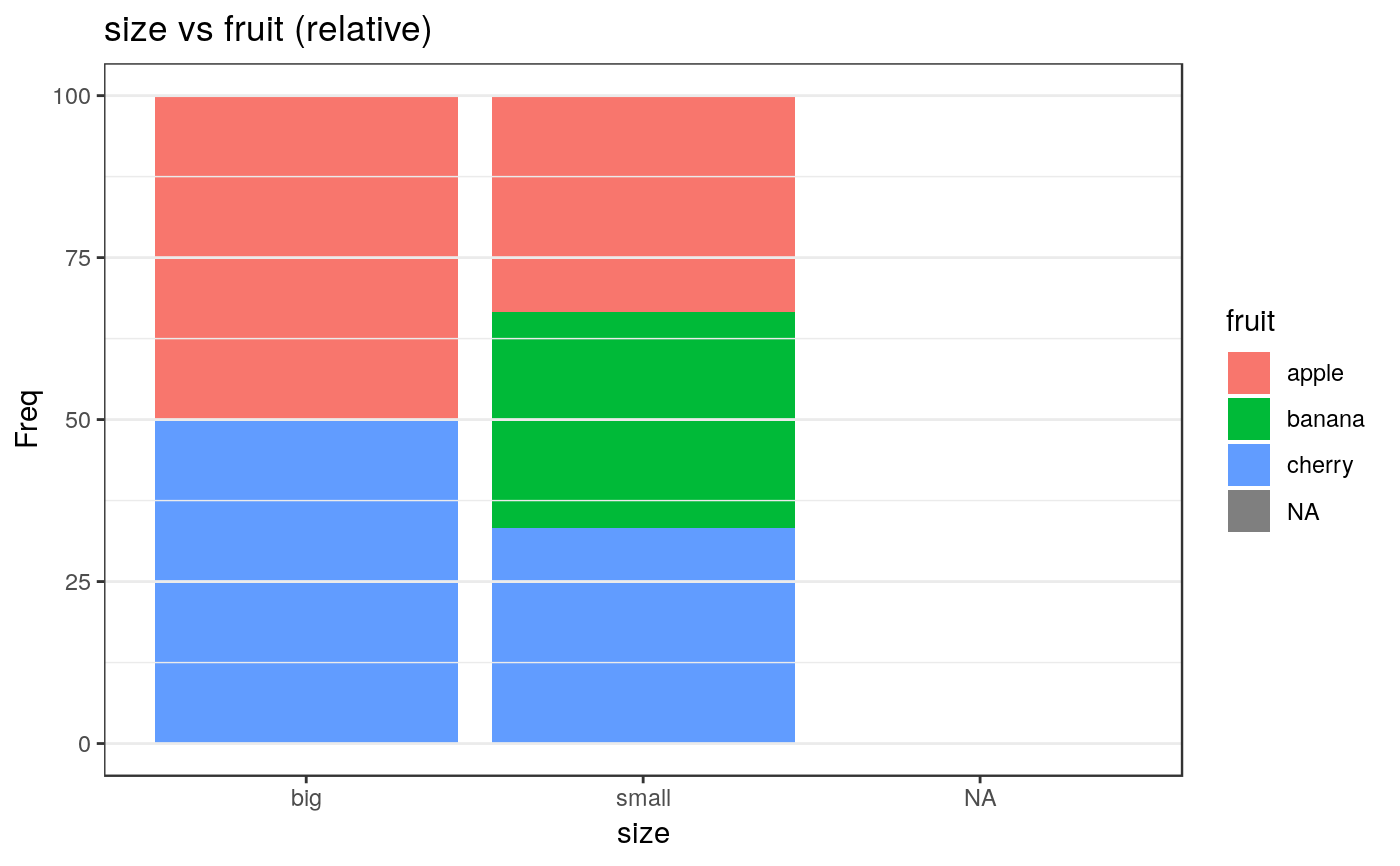 size vs fruit (relative)
100
75
50
25
0
Freq
big
small
NA
size
fruit
apple
banana
cherry
NA